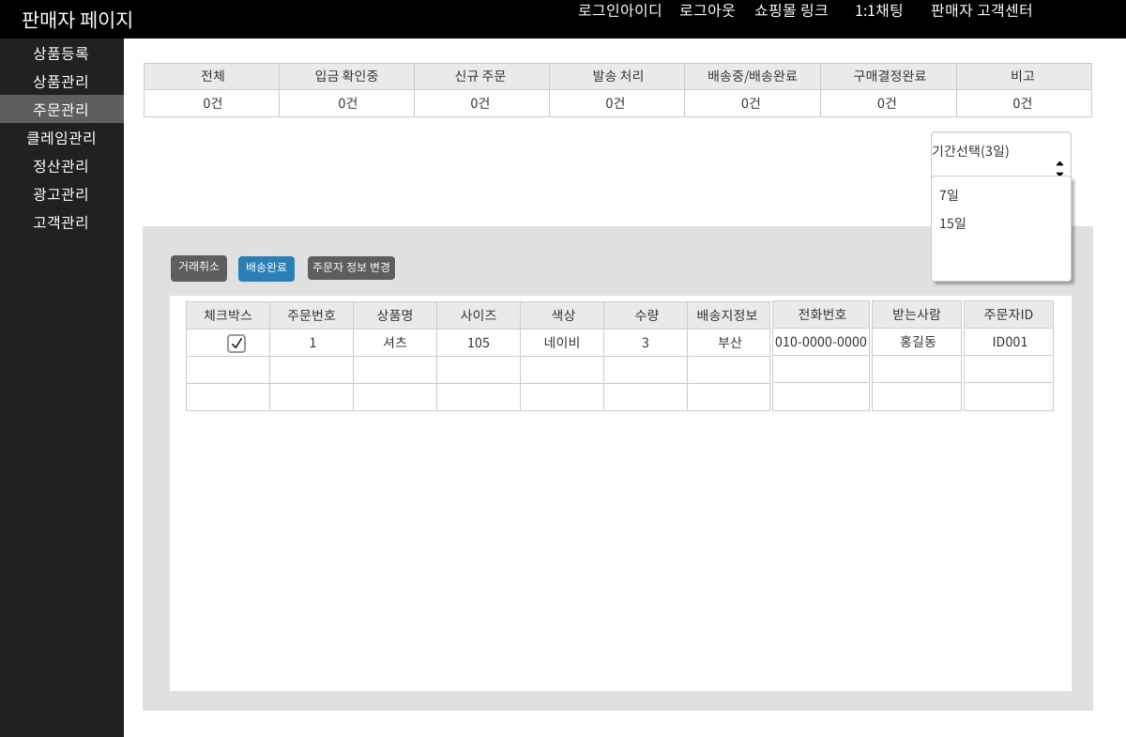 판매자 페이지
로그인아이디 로그아웃 쇼핑몰 링크 1:1채팅 판매자 고객센터
상품등록
상품관리
주문관리
클레임관리
정산관리
광고관리
고객관리
전체 입금 확인중 신규 주문 발송 처리 배송중/배송완료 구매결정완료 비고
0건 0건 0건 0건 0건 0건 0건
기간선택(3일)
7일
15일
거래취소 배송완료 주문자 정보 변경
체크박스 주문번호 상품명 사이즈 색상 수량 배송지정보 전화번호 받는사람 주문자ID
1 셔츠 105 네이비 3 부산 010-0000-0000 홍길동 ID001